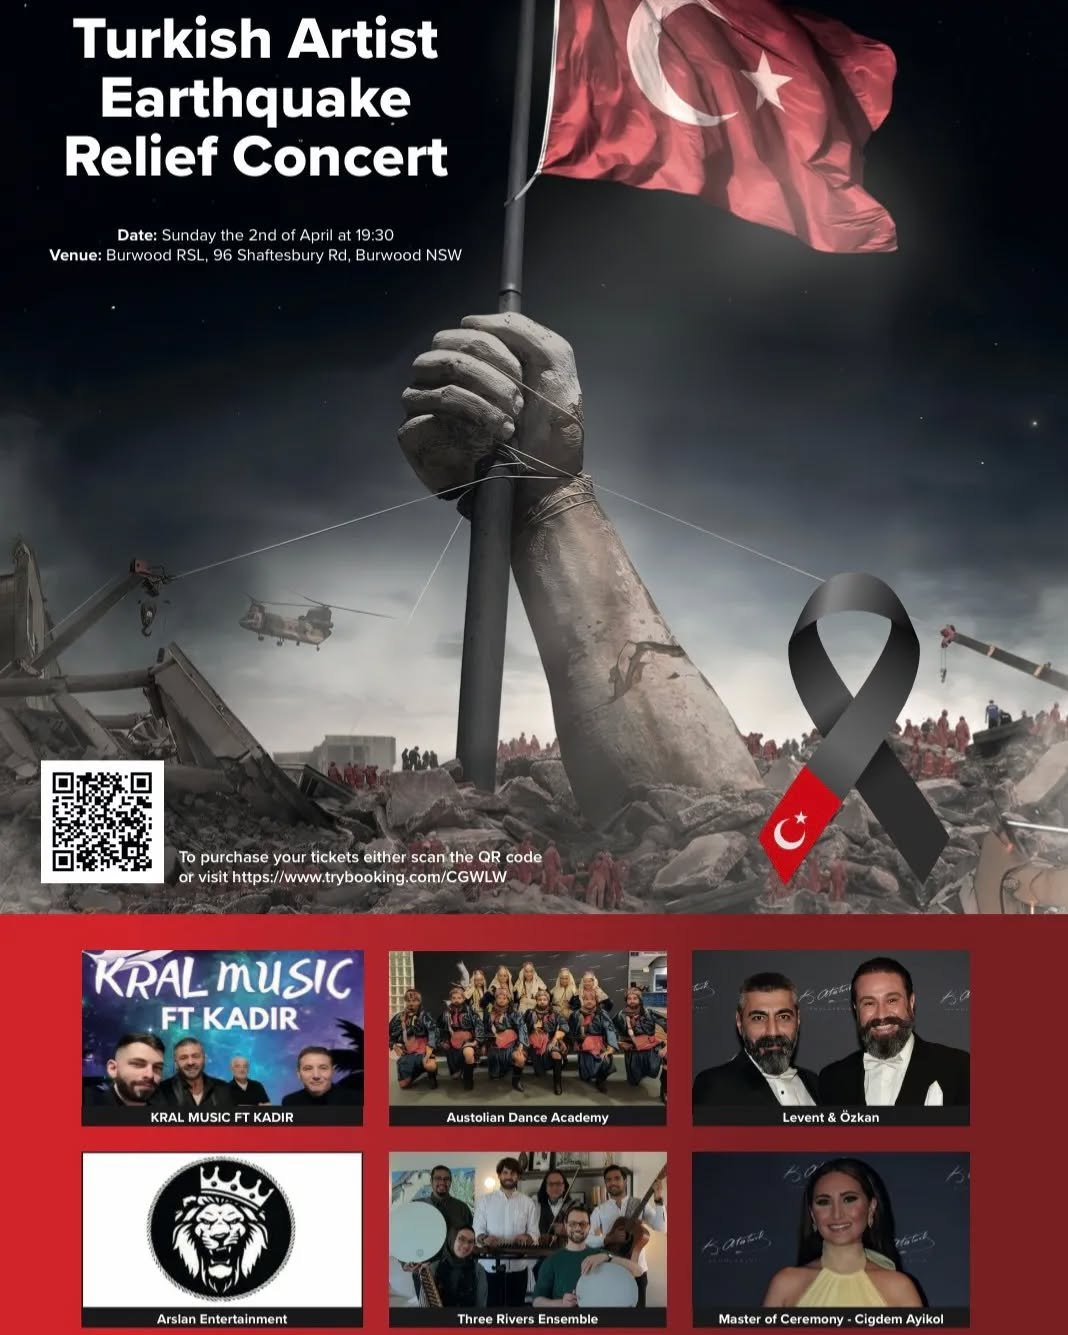 Turkish Artist
Earthquake
Relief Concert
Date: Sunday the 2nd of April at 19:30
Venue: Burwood RSL, 96 Shaftesbury Rd, Burwood NSW
To purchase your tickets either scan the QR code
or visit https://www.trybooking.com/CGWLW
KRAL MUSIC
FT KADIR
KRAL MUSIC FT KADIR
Austolian Dance Academy
K. Atatürk
Levent & Özkan
Arslan Entertainment
Three Rivers Ensemble
K. Atatürk
Master of Ceremony - Cigdem Ayikol